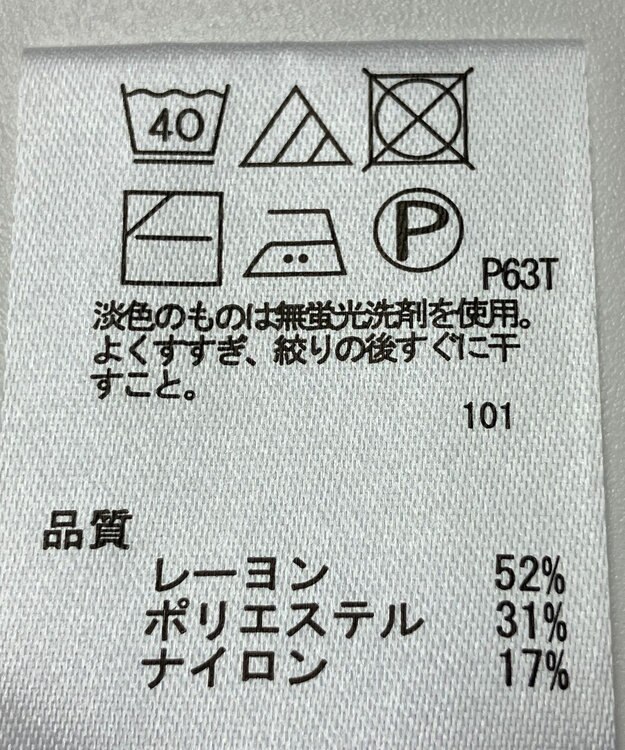 40
P
P63T
淡色のものは無蛍光洗剤を使用。
よくすすぎ、絞りの後すぐに干
すこと。
101
品質
レーヨン 52%
ポリエステル 31%
ナイロン 17%